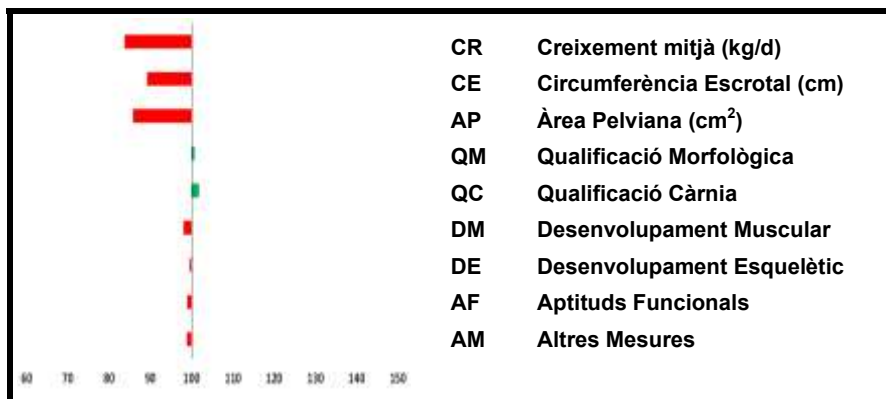 CR Creixement mitjà (kg/d)
CE Circumferència Escrotal (cm)
AP Àrea Pelviana (cm²)
QM Qualificació Morfològica
QC Qualificació Càrnia
DM Desenvolupament Muscular
DE Desenvolupament Esquelètic
AF Aptituds Funcionals
AM Altres Mesures
60 70 80 90 100 110 120 130 140 150